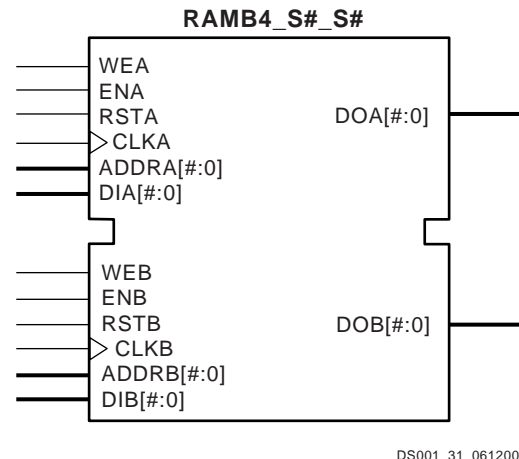 RAMB4_S#_S#
WEA
ENA
RSTA
DOA[#:0]
CLKA
ADDRA[#:0]
DIA[#:0]
WEB
ENB
RSTB
DOB[#:0]
CLKB
ADDRB[#:0]
DIB[#:0]
DS001_31_061200